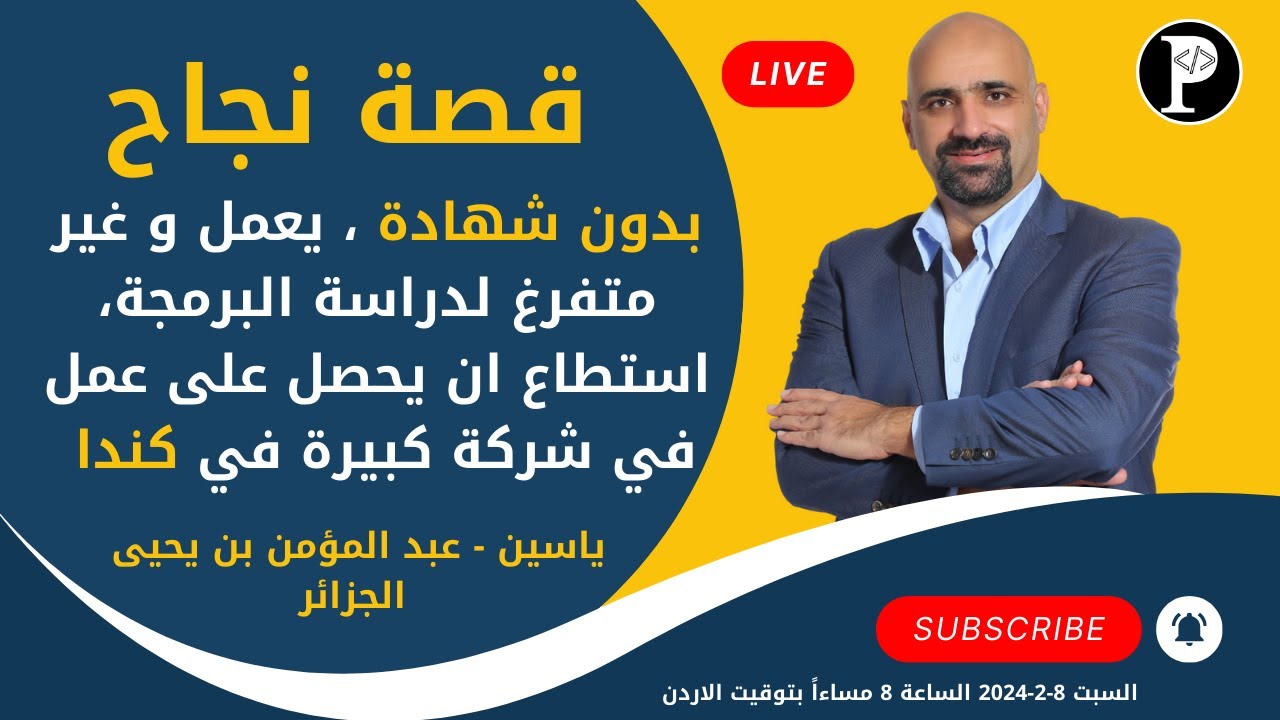 قصة نجاح
بدون شهادة ، يعمل و غير
متفرغ لدراسة البرمجة،
استطاع ان يحصل على عمل
في شركة كبيرة في كندا
ياسين - عبد المؤمن بن يحيى
الجزائر
LIVE
P </>
SUBSCRIBE
السبت 8-2-2024 الساعة 8 مساءاً بتوقيت الاردن